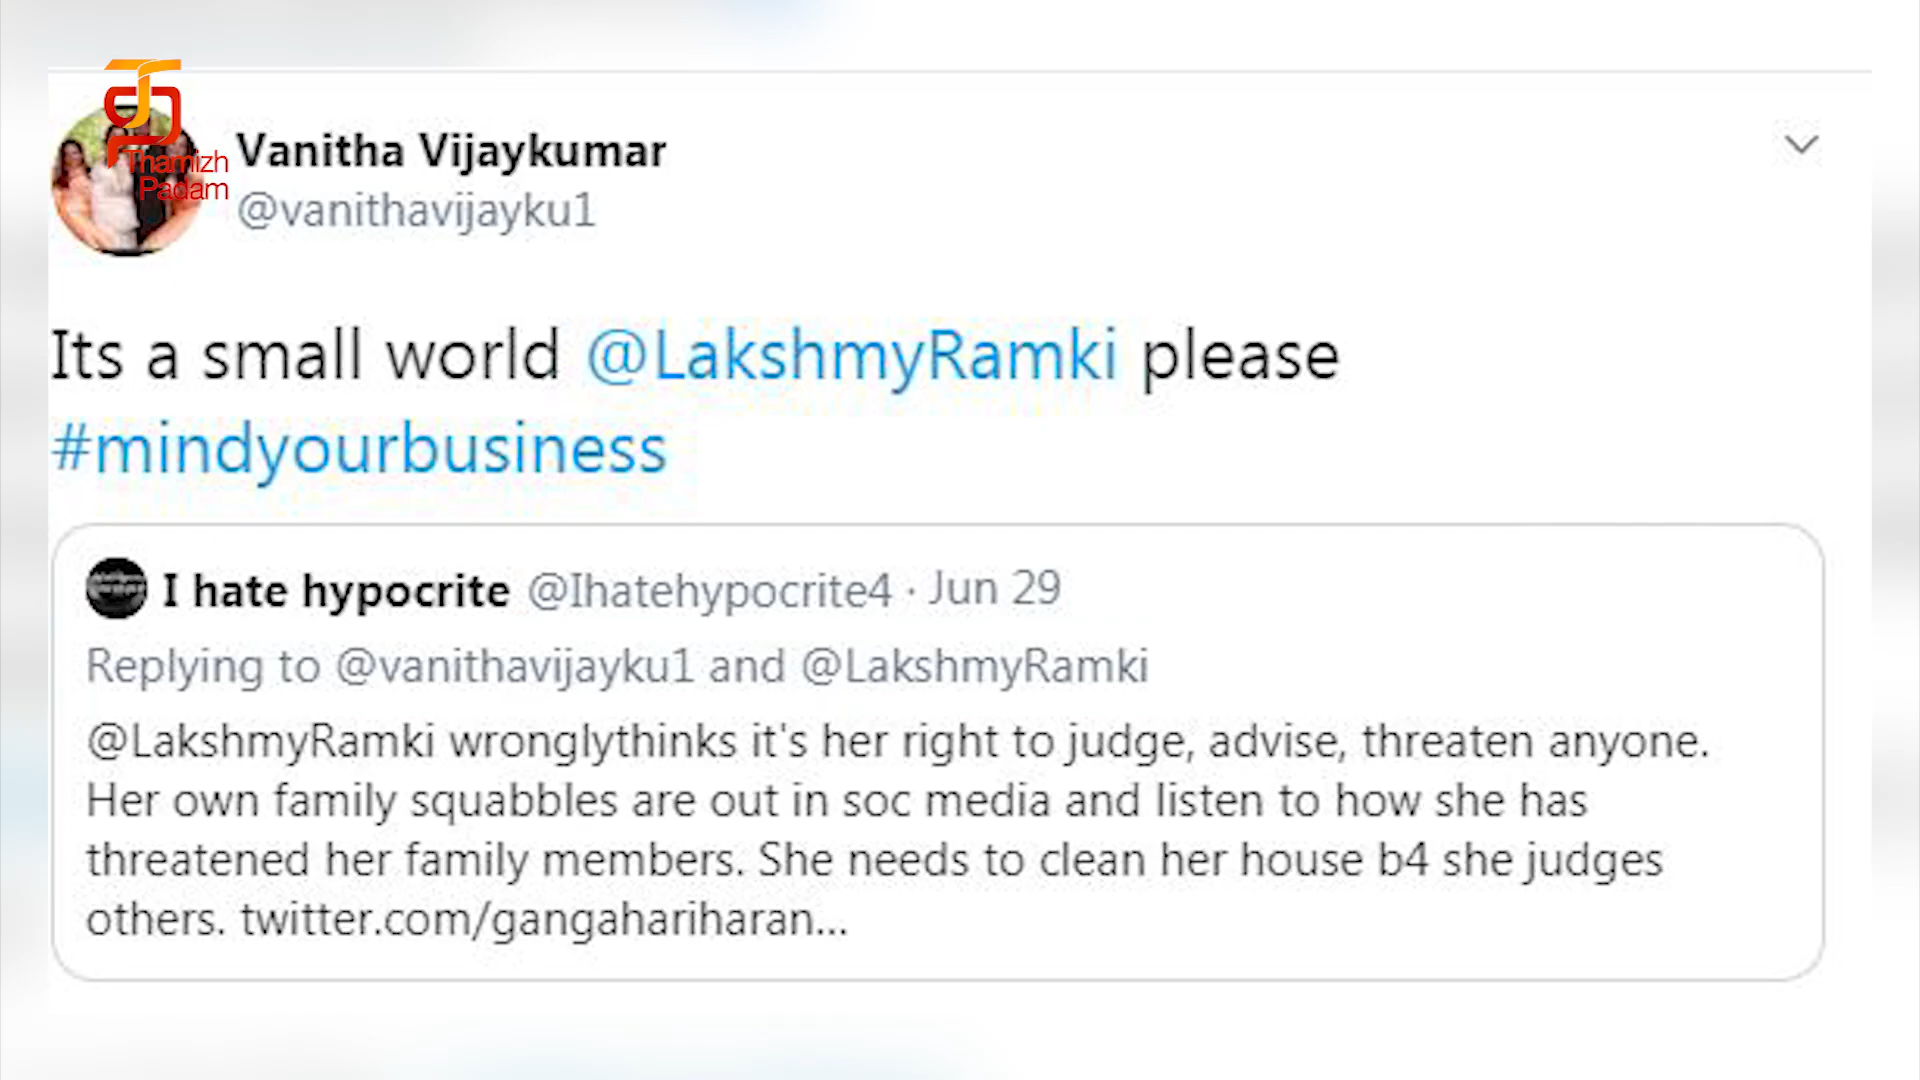 Thamizh
Padam
Vanitha Vijaykumar
@vanithavijayku1
Its a small world @LakshmyRamki please
#mindyourbusiness
I hate hypocrite @Ihatehypocrite4 · Jun 29
Replying to @vanithavijayku1 and @LakshmyRamki
@LakshmyRamki wronglythinks it's her right to judge, advise, threaten anyone.
Her own family squabbles are out in soc media and listen to how she has
threatened her family members. She needs to clean her house b4 she judges
others. twitter.com/gangahariharan...